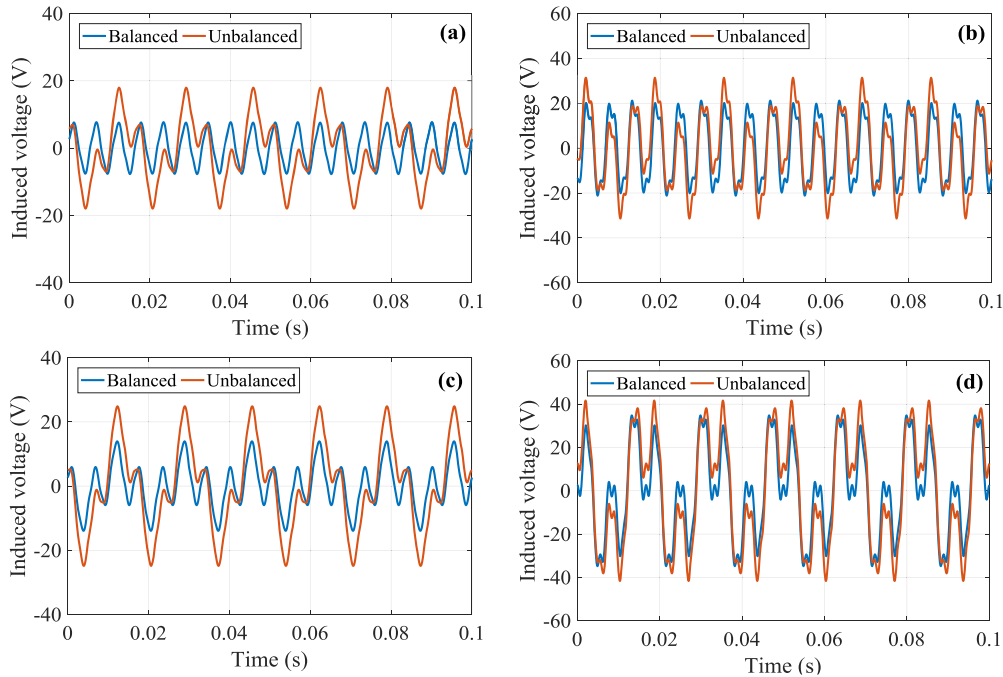 Balanced Unbalanced (a)
Induced voltage (V)
40
20
0
-20
-40
0 0.02 0.04 0.06 0.08 0.1
Time (s)
Balanced Unbalanced (b)
Induced voltage (V)
60
40
20
0
-20
-40
-60
0 0.02 0.04 0.06 0.08 0.1
Time (s)
Balanced Unbalanced (c)
Induced voltage (V)
40
20
0
-20
-40
0 0.02 0.04 0.06 0.08 0.1
Time (s)
Balanced Unbalanced (d)
Induced voltage (V)
60
40
20
0
-20
-40
-60
0 0.02 0.04 0.06 0.08 0.1
Time (s)